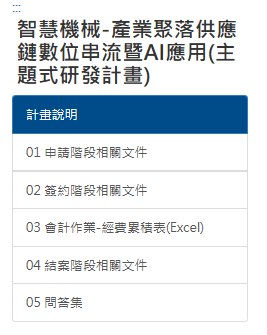 :::
智慧機械-產業聚落供應
鏈數位串流暨AI應用(主
題式研發計畫)
計畫說明
01 申請階段相關文件
02 簽約階段相關文件
03 會計作業-經費累積表(Excel)
04 結案階段相關文件
05 問答集